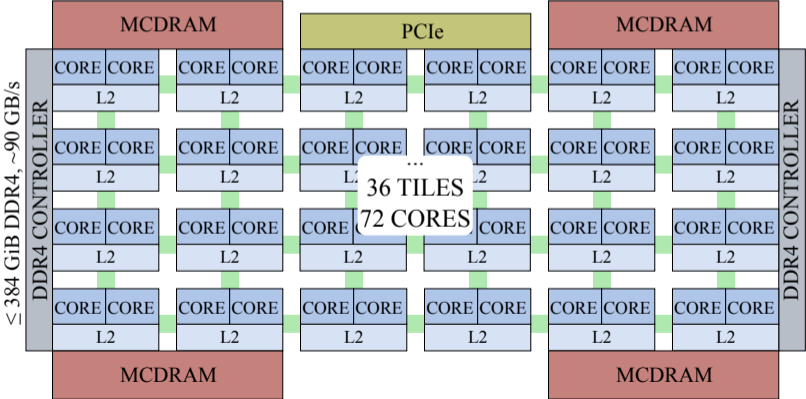 MCDRAM PCIe MCDRAM
≤ 384 GiB DDR4, ~90 GB/s
DDR4 CONTROLLER
CORE CORE CORE CORE CORE CORE CORE CORE CORE CORE CORE CORE
L2 L2 L2 L2 L2 L2
CORE CORE CORE CORE CORE CORE CORE CORE CORE CORE CORE CORE
L2 L2 L2 L2 L2 L2
...
36 TILES
72 CORES
CORE CORE CORE CORE CORE CORE CORE CORE CORE CORE
L2 L2 L2 L2 L2 L2
CORE CORE CORE CORE CORE CORE CORE CORE CORE CORE CORE CORE
L2 L2 L2 L2 L2 L2
DDR4 CONTROLLER
MCDRAM MCDRAM